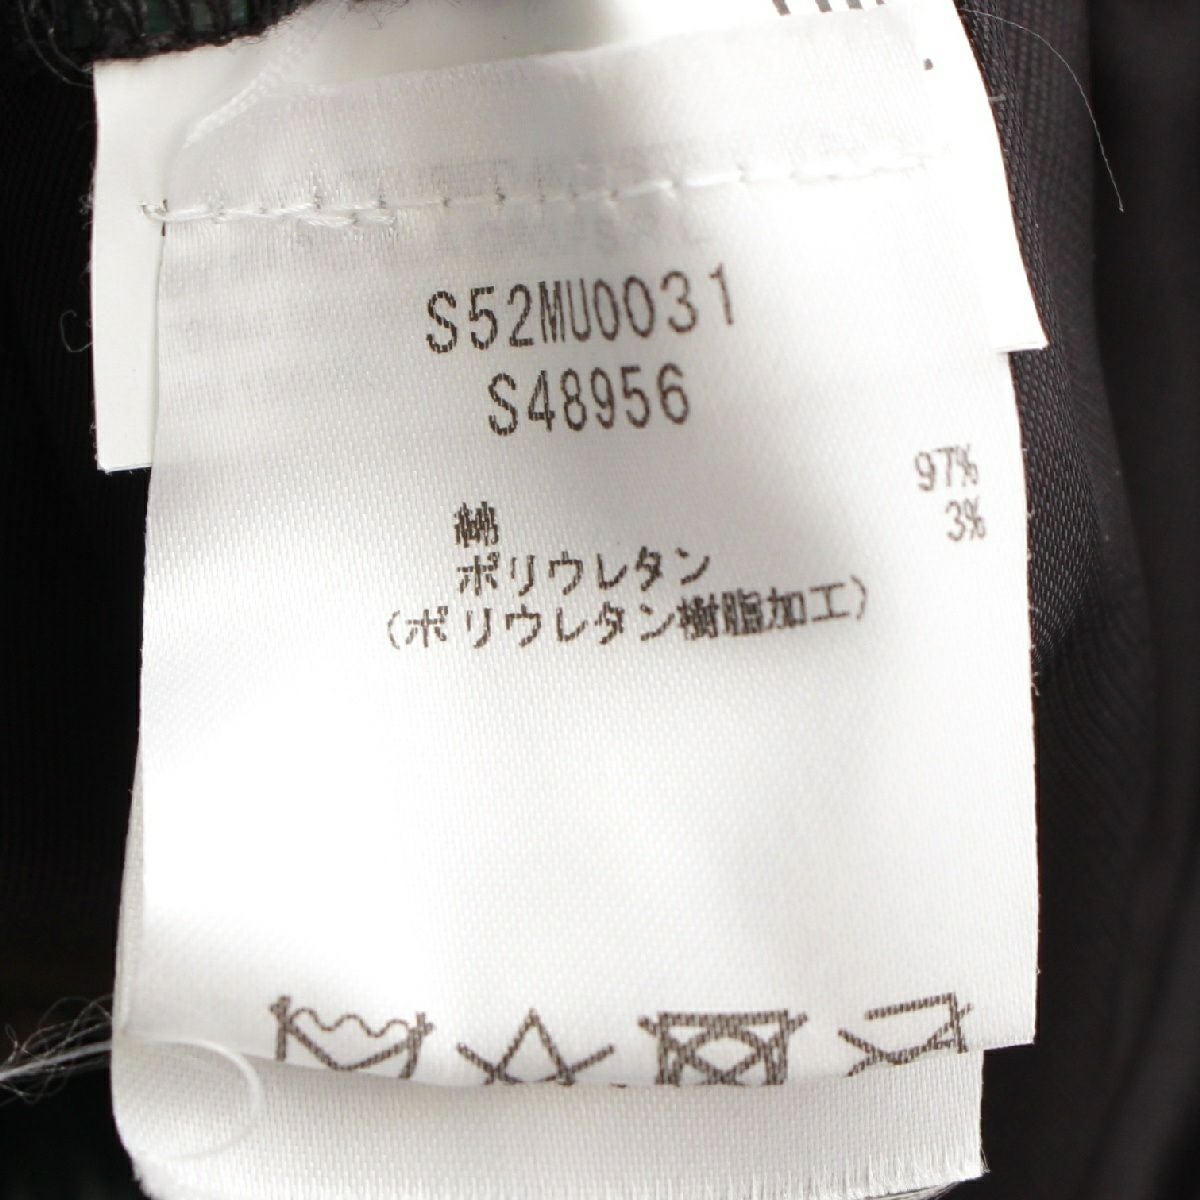 S52MU0031
S48956
綿 97%
ポリウレタン 3%
(ポリウレタン樹脂加工)